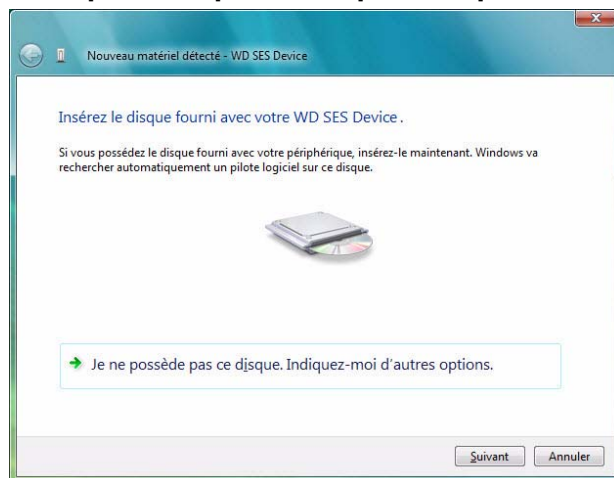 Nouveau matériel détecté - WD SES Device
Insérez le disque fourni avec votre WD SES Device .
Si vous possédez le disque fourni avec votre périphérique, insérez-le maintenant. Windows va
rechercher automatiquement un pilote logiciel sur ce disque.
Je ne possède pas ce disque. Indiquez-moi d'autres options.
Suivant Annuler